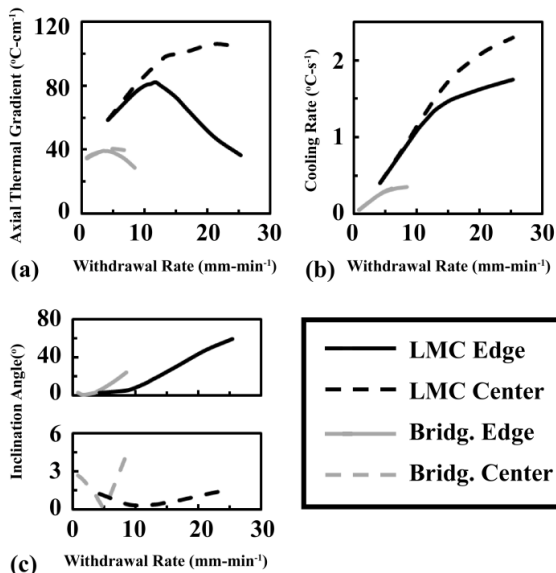 Axial Thermal Gradient (°C-cm⁻¹)
120
80
40
0
0
10
20
30
(a)
Withdrawal Rate (mm-min⁻¹)
Cooling Rate (°C-s⁻¹)
2
1
0
0
10
20
30
(b)
Withdrawal Rate (mm-min⁻¹)
Inclination Angle(°)
80
40
0
6
3
0
0
10
20
30
(c)
Withdrawal Rate (mm-min⁻¹)
LMC Edge
LMC Center
Bridg. Edge
Bridg. Center